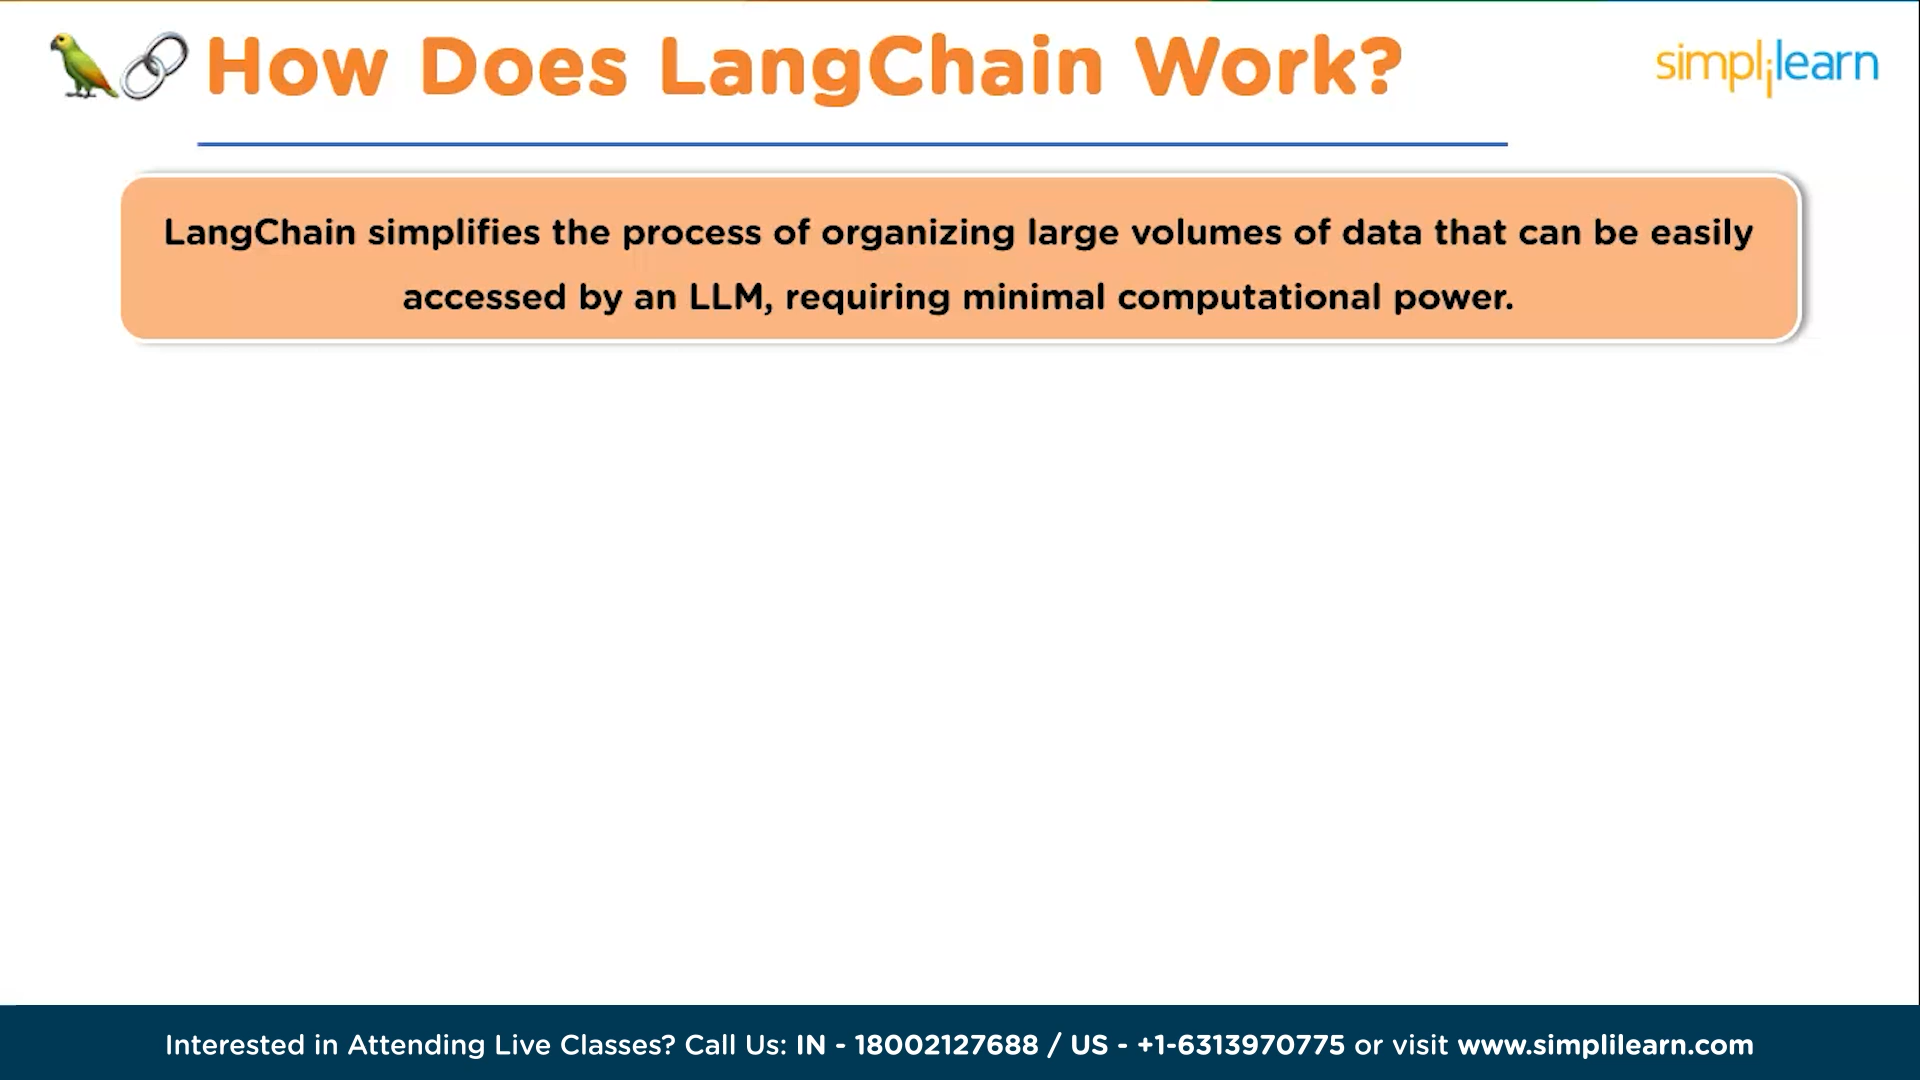 How Does LangChain Work?
simplilearn
LangChain simplifies the process of organizing large volumes of data that can be easily
accessed by an LLM, requiring minimal computational power.
Interested in Attending Live Classes? Call Us: IN - 18002127688 / US - +1-6313970775 or visit www.simplilearn.com